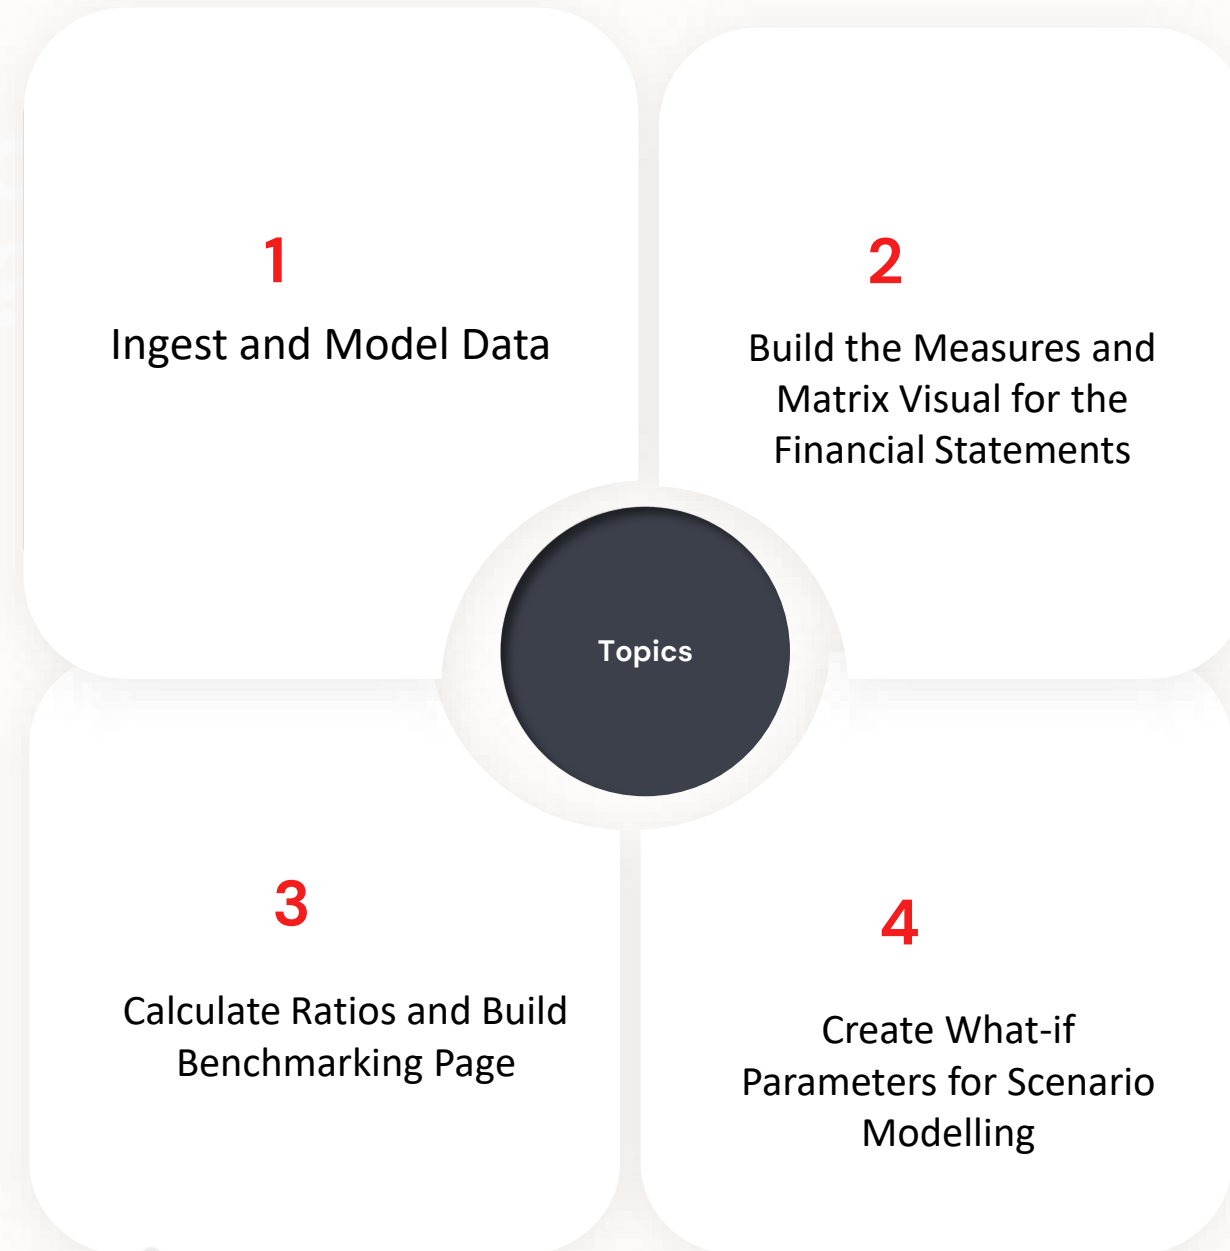 1
Ingest and Model Data
2
Build the Measures and
Matrix Visual for the
Financial Statements
Topics
3
Calculate Ratios and Build
Benchmarking Page
4
Create What-if
Parameters for Scenario
Modelling